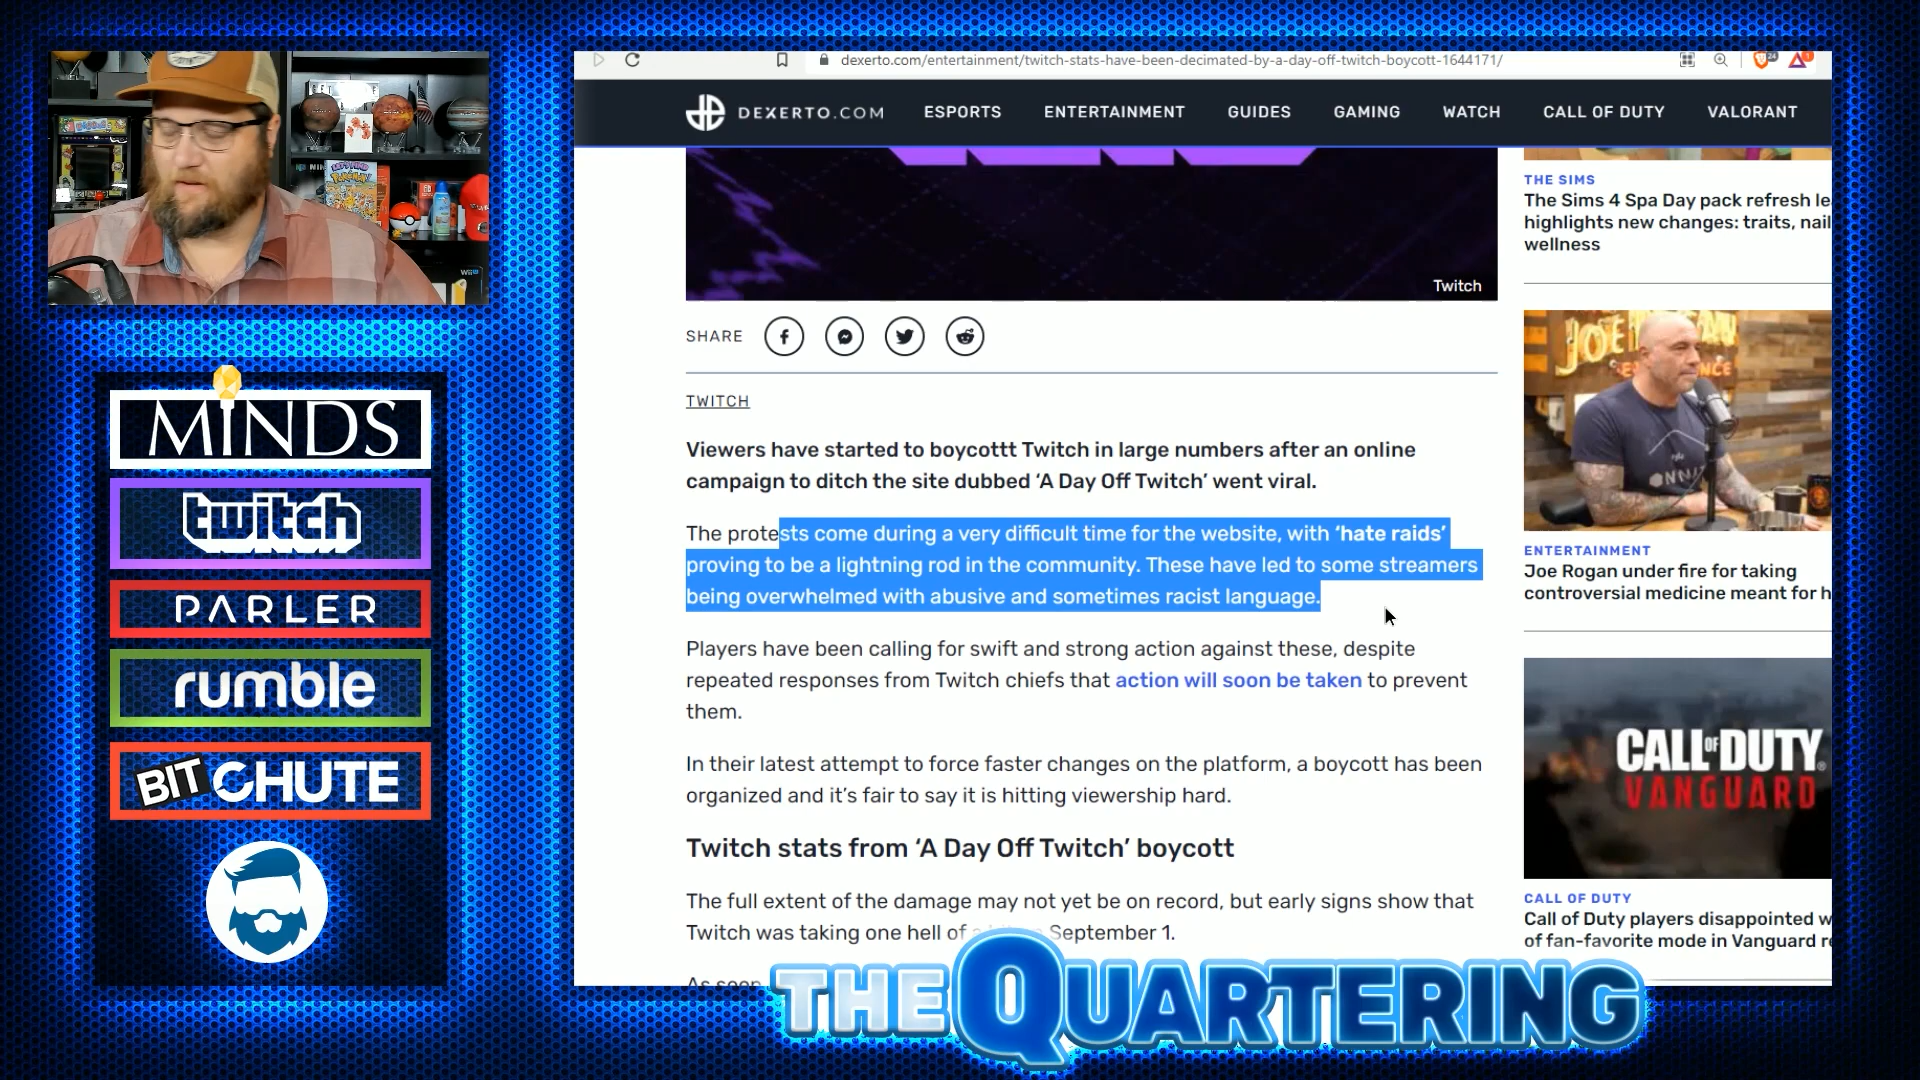 dexerto.com/entertainment/twitch-stats-have-been-decimated-by-a-day-off-twitch-boycott-1644171/
DEXERTO.COM
ESPORTS
ENTERTAINMENT
GUIDES
GAMING
WATCH
CALL OF DUTY
VALORANT
Twitch
SHARE
TWITCH
Viewers have started to boycottt Twitch in large numbers after an online
campaign to ditch the site dubbed ‘A Day Off Twitch’ went viral.
The protests come during a very difficult time for the website, with ‘hate raids’
proving to be a lightning rod in the community. These have led to some streamers
being overwhelmed with abusive and sometimes racist language.
Players have been calling for swift and strong action against these, despite
repeated responses from Twitch chiefs that action will soon be taken to prevent
them.
In their latest attempt to force faster changes on the platform, a boycott has been
organized and it’s fair to say it is hitting viewership hard.
Twitch stats from ‘A Day Off Twitch’ boycott
The full extent of the damage may not yet be on record, but early signs show that
Twitch was taking one hell of a September 1.
As soon
THE SIMS
The Sims 4 Spa Day pack refresh le
highlights new changes: traits, nail
wellness
ENTERTAINMENT
Joe Rogan under fire for taking
controversial medicine meant for h
CALL OF DUTY
VANGUARD
CALL OF DUTY
Call of Duty players disappointed w
of fan-favorite mode in Vanguard re
MINDS
twitch
PARLER
rumble
BITCHUTE
THE QUARTERING